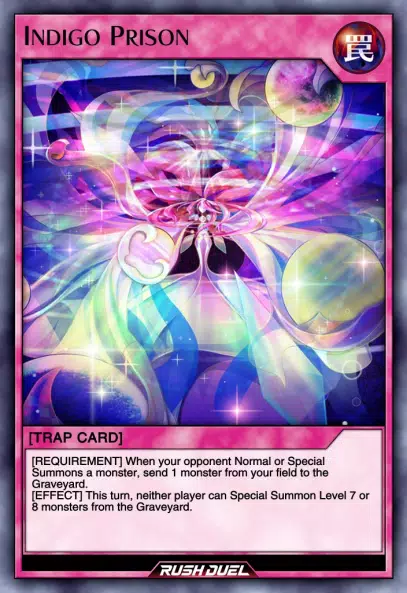 INDIGO PRISON
罠
[TRAP CARD]
[REQUIREMENT] When your opponent Normal or Special
Summons a monster, send 1 monster from your field to the
Graveyard.
[EFFECT] This turn, neither player can Special Summon Level 7 or
8 monsters from the Graveyard.
RUSH DUEL